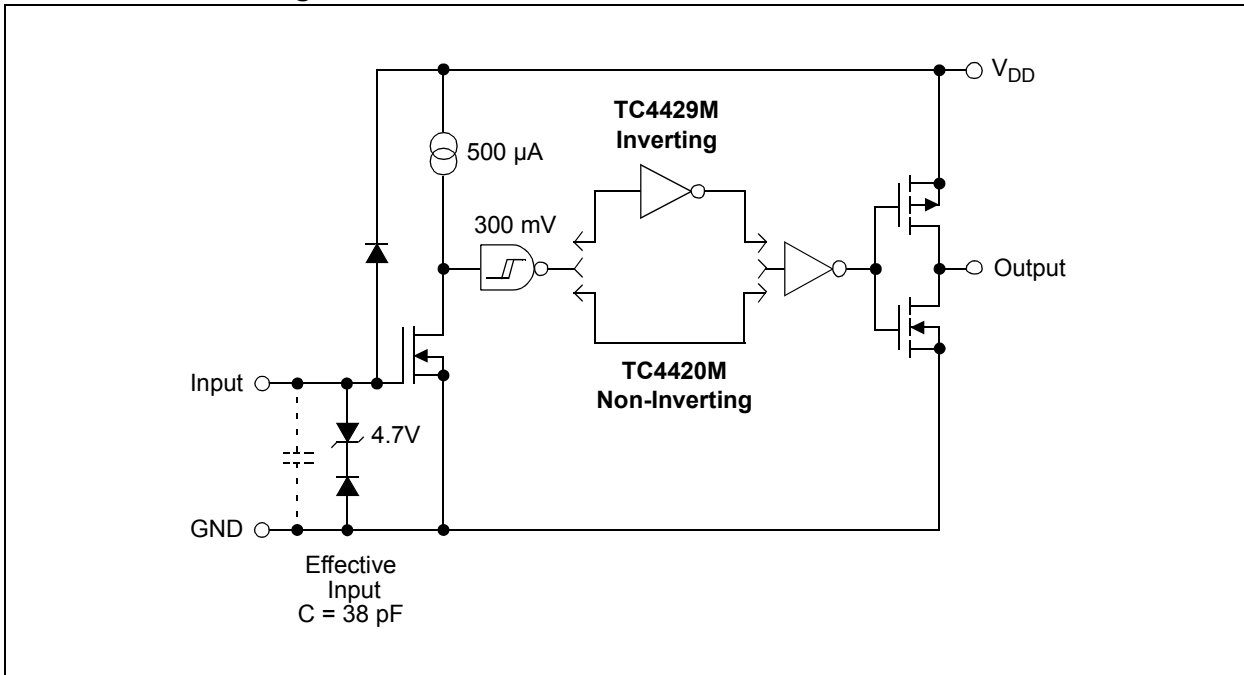 V_DD
TC4429M
Inverting
500 µA
300 mV
Output
TC4420M
Non-Inverting
Input
4.7V
GND
Effective
Input
C = 38 pF